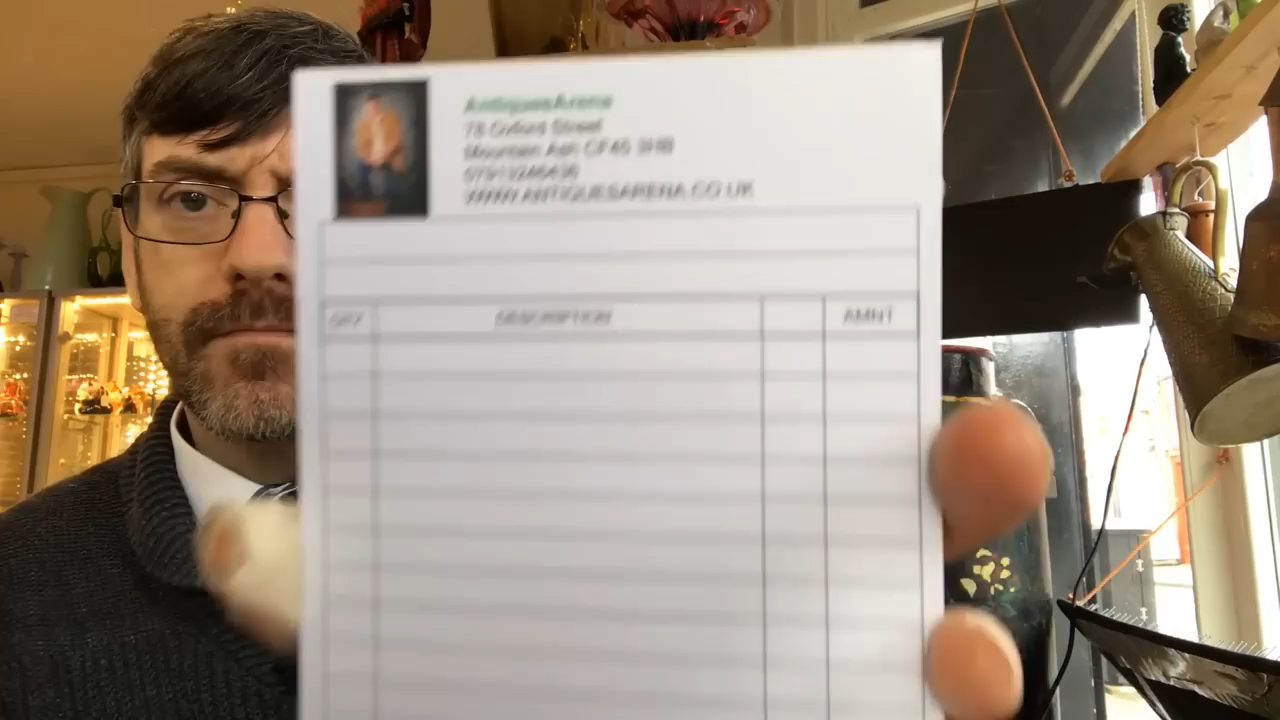 AntiquesArena
78 Oxford Street
Mountain Ash CF45 3HB
WWW.ANTIQUESARENA.CO.UK
QTY DESCRIPTION AMNT